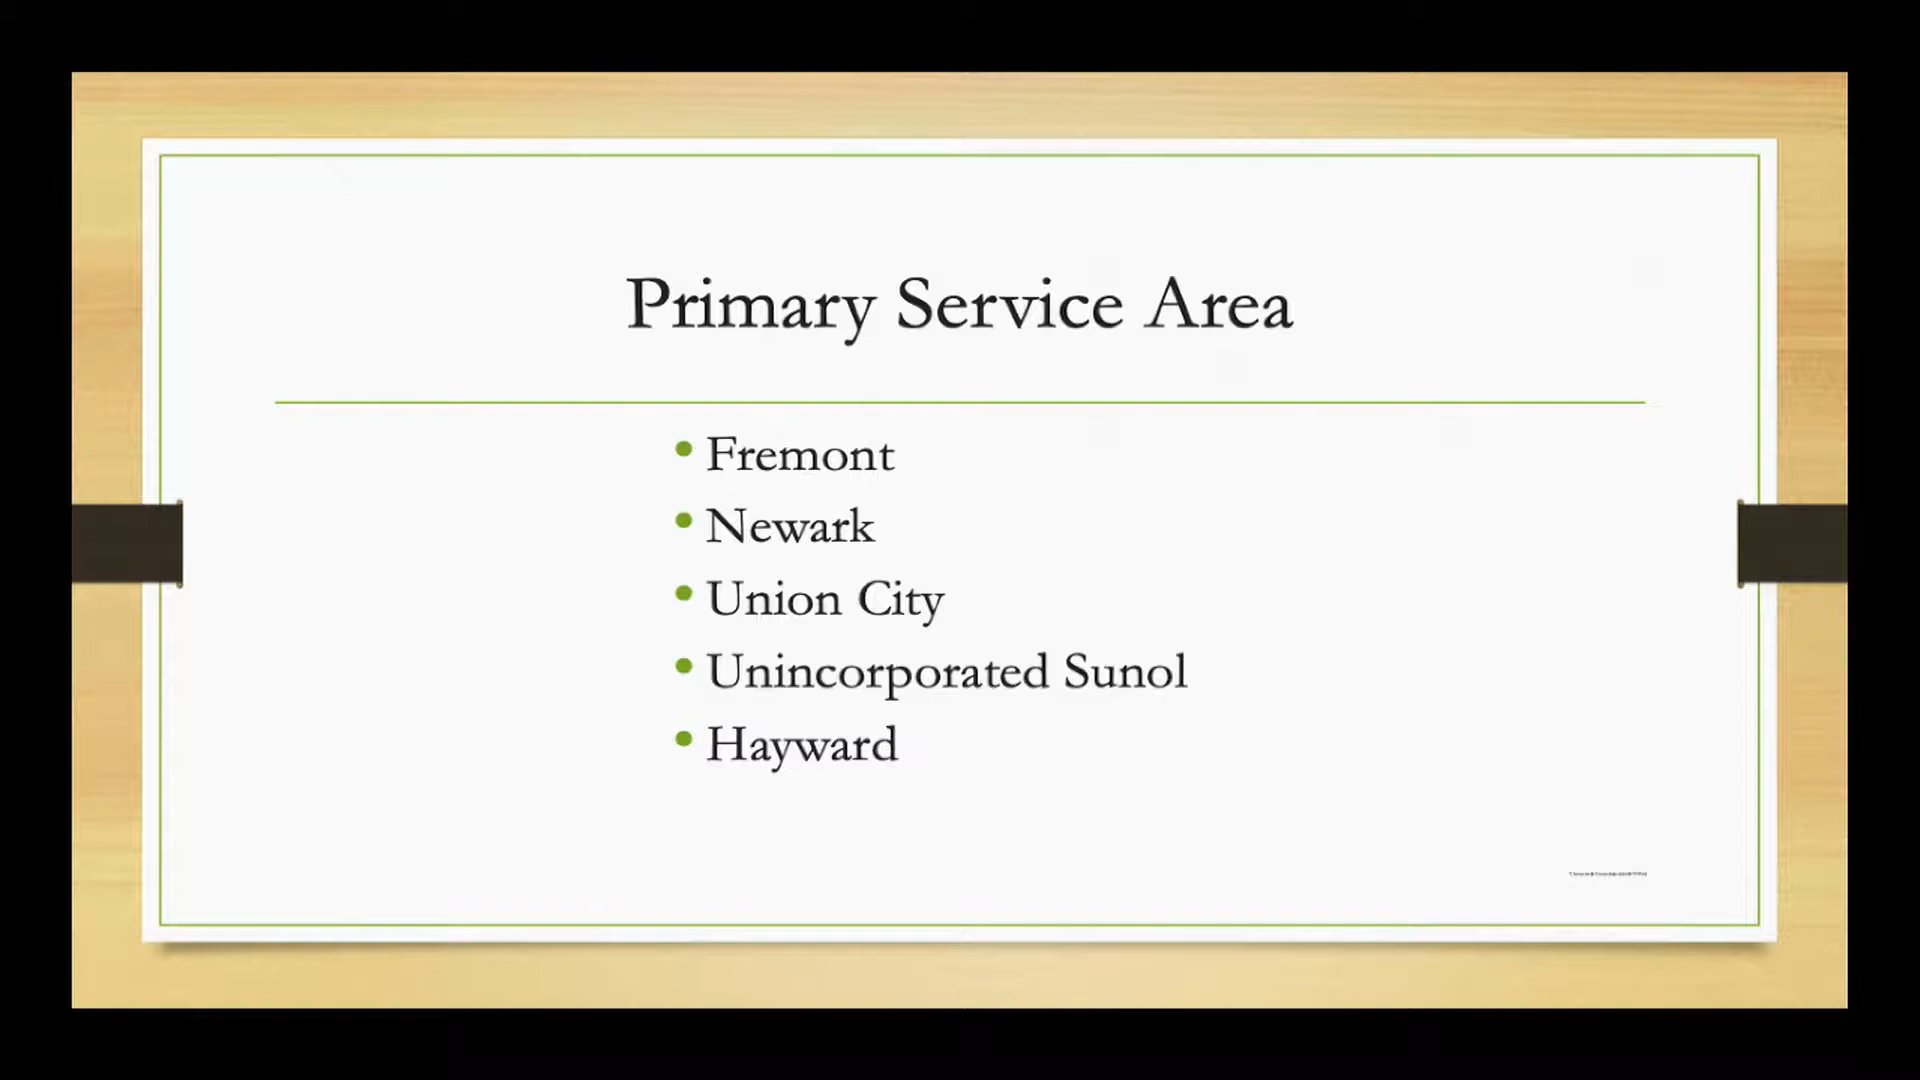 Primary Service Area
• Fremont
• Newark
• Union City
• Unincorporated Sunol
• Hayward